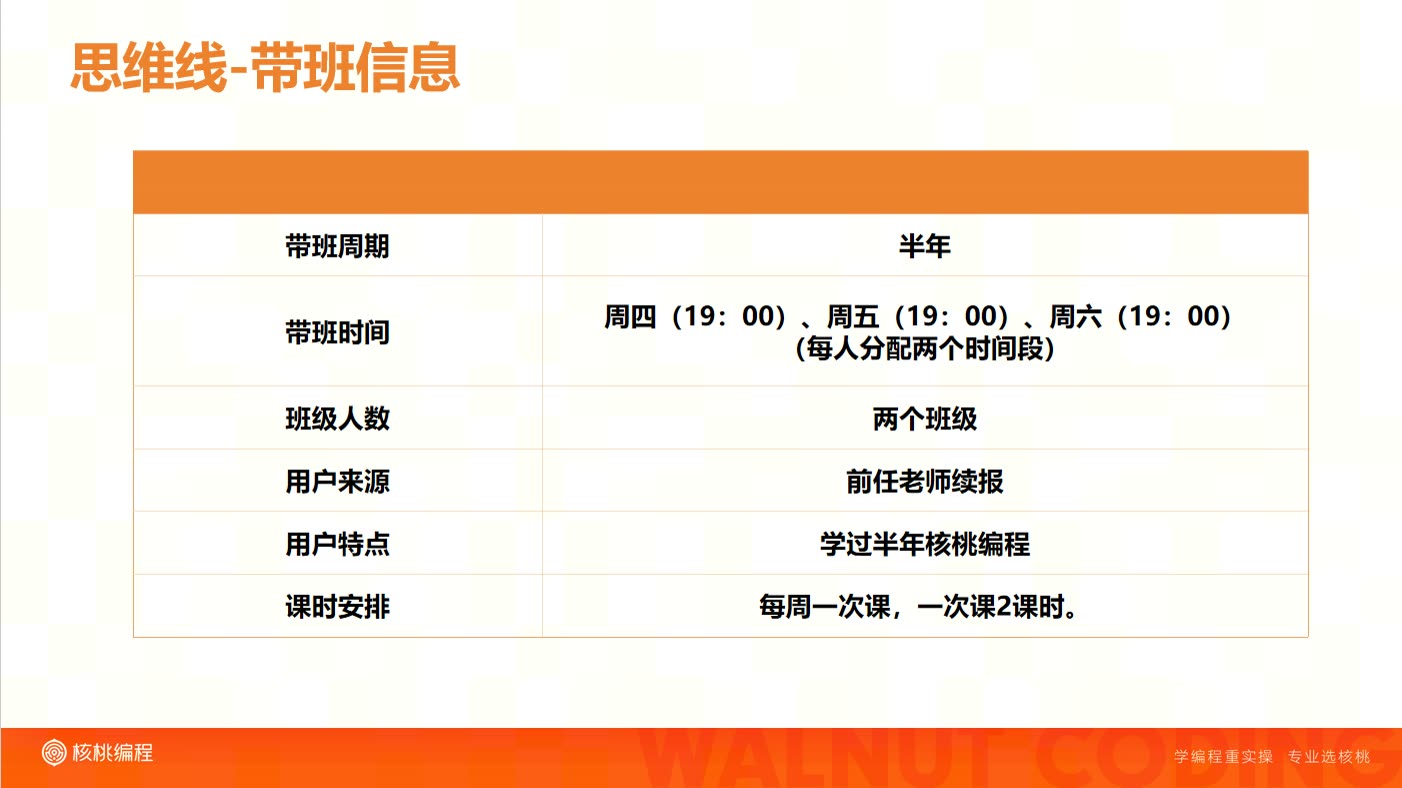 思维线-带班信息
带班周期
半年
带班时间
周四（19：00）、周五（19：00）、周六（19：00）
（每人分配两个时间段）
班级人数
两个班级
用户来源
前任老师续报
用户特点
学过半年核桃编程
课时安排
每周一次课，一次课2课时。
核桃编程
WALNUT CODING
学编程重实操 专业选核桃